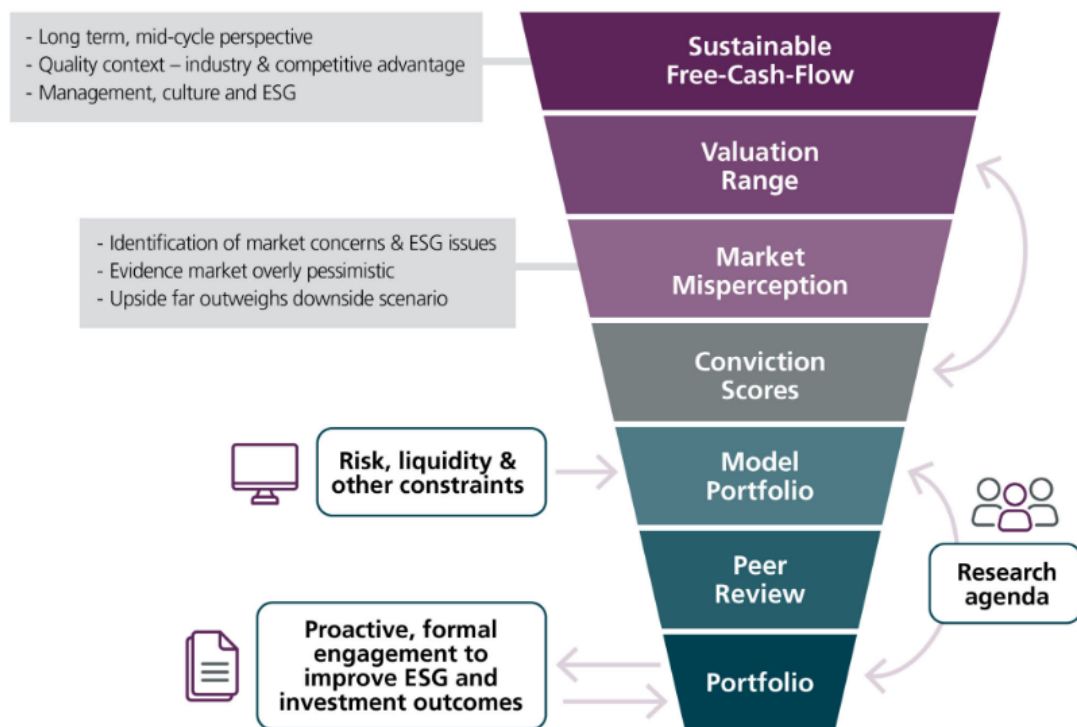 - Long term, mid-cycle perspective
- Quality context – industry & competitive advantage
- Management, culture and ESG
Sustainable
Free-Cash-Flow
Valuation
Range
- Identification of market concerns & ESG issues
- Evidence market overly pessimistic
- Upside far outweighs downside scenario
Market
Misperception
Conviction
Scores
Risk, liquidity &
other constraints
Model
Portfolio
Peer
Review
Research
agenda
Proactive, formal
engagement to
improve ESG and
investment outcomes
Portfolio